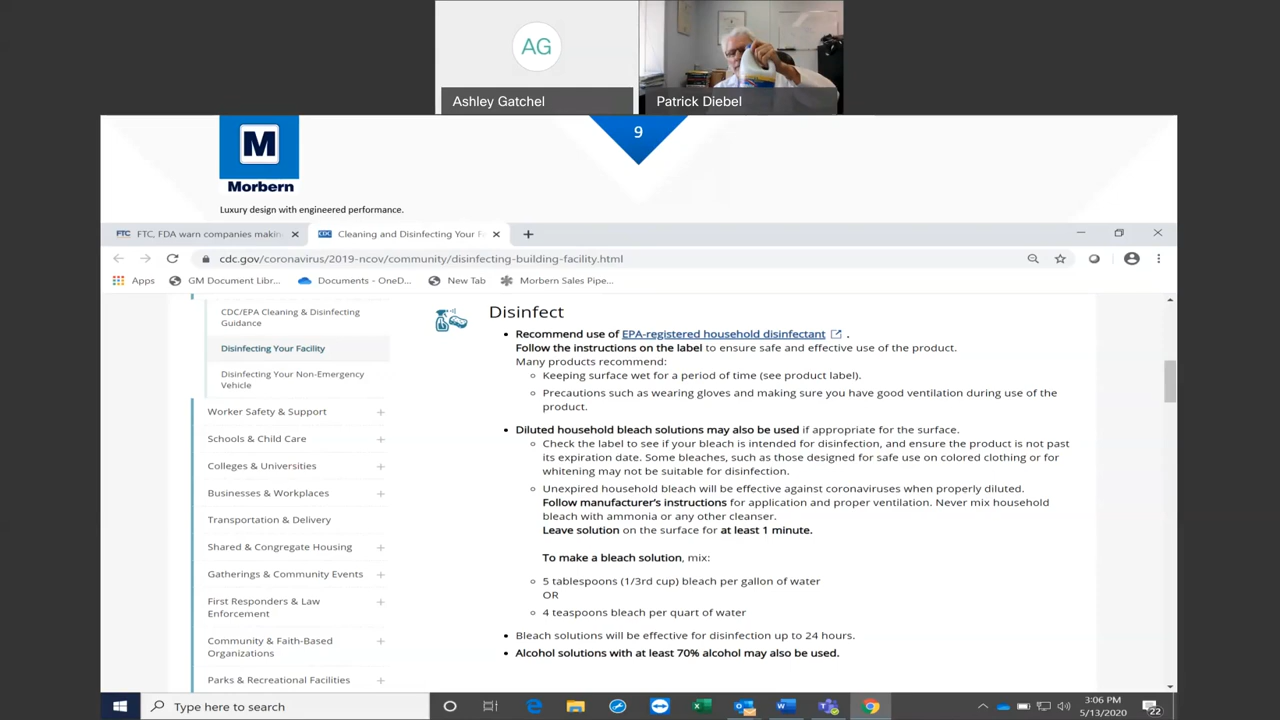 AG
Ashley Gatchel
Patrick Diebel
9
M
Morbern
Luxury design with engineered performance.
FTC FTC, FDA warn companies makin
CDC Cleaning and Disinfecting Your F
cdc.gov/coronavirus/2019-ncov/community/disinfecting-building-facility.html
Apps GM Document Libr... Documents - OneD... New Tab Morbern Sales Pipe...
CDC/EPA Cleaning & Disinfecting
Guidance
Disinfecting Your Facility
Disinfecting Your Non-Emergency
Vehicle
Worker Safety & Support
Schools & Child Care
Colleges & Universities
Businesses & Workplaces
Transportation & Delivery
Shared & Congregate Housing
Gatherings & Community Events
First Responders & Law
Enforcement
Community & Faith-Based
Organizations
Parks & Recreational Facilities
Disinfect
Recommend use of EPA-registered household disinfectant .
Follow the instructions on the label to ensure safe and effective use of the product.
Many products recommend:
Keeping surface wet for a period of time (see product label).
Precautions such as wearing gloves and making sure you have good ventilation during use of the
product.
Diluted household bleach solutions may also be used if appropriate for the surface.
Check the label to see if your bleach is intended for disinfection, and ensure the product is not past
its expiration date. Some bleaches, such as those designed for safe use on colored clothing or for
whitening may not be suitable for disinfection.
Unexpired household bleach will be effective against coronaviruses when properly diluted.
Follow manufacturer's instructions for application and proper ventilation. Never mix household
bleach with ammonia or any other cleanser.
Leave solution on the surface for at least 1 minute.
To make a bleach solution, mix:
5 tablespoons (1/3rd cup) bleach per gallon of water
OR
4 teaspoons bleach per quart of water
Bleach solutions will be effective for disinfection up to 24 hours.
Alcohol solutions with at least 70% alcohol may also be used.
Type here to search
3:06 PM
5/13/2020
22